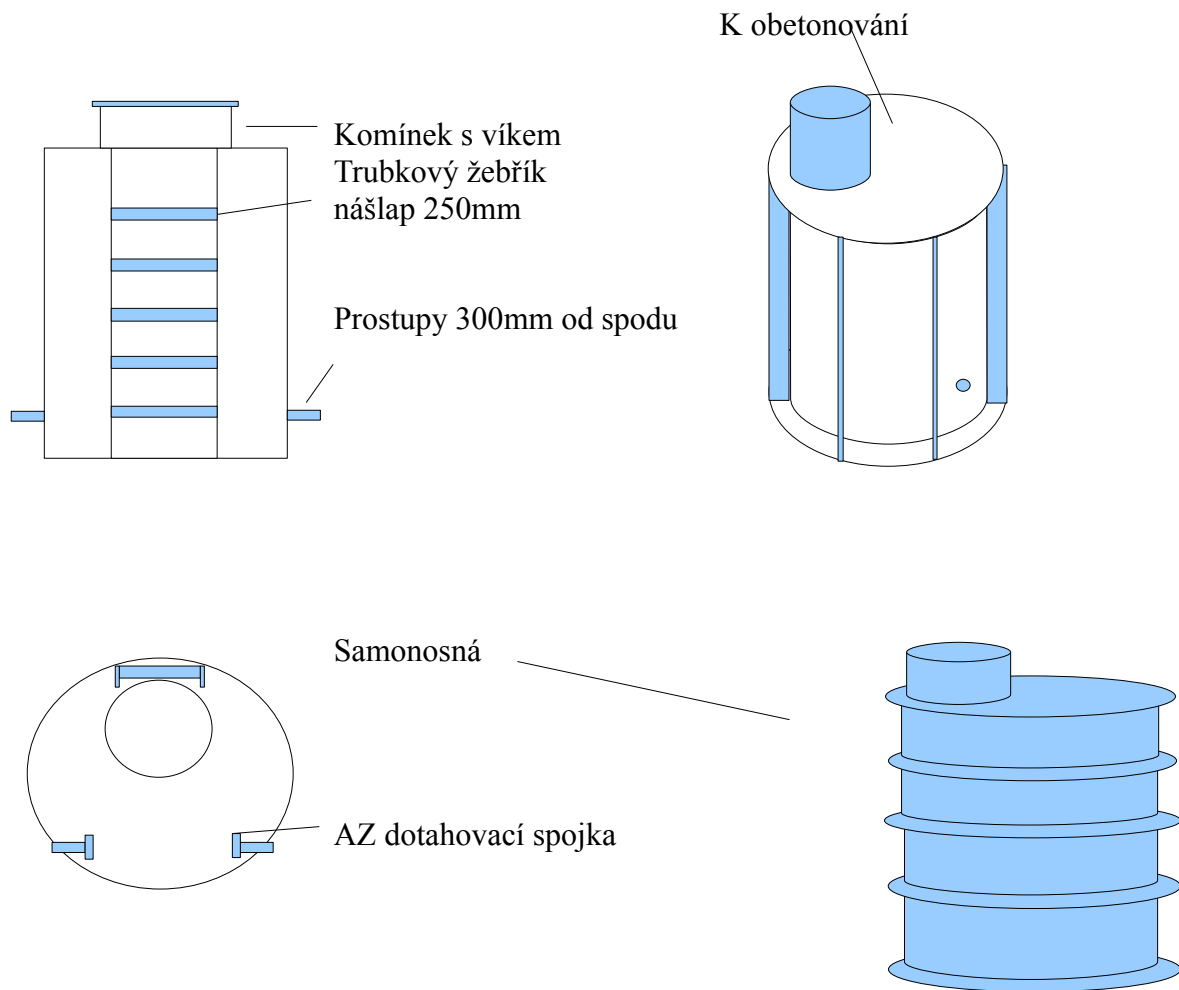 K obetonování
Komínek s víkem
Trubkový žebřík
nášlap 250mm
Prostupy 300mm od spodu
Samonosná
AZ dotahovací spojka